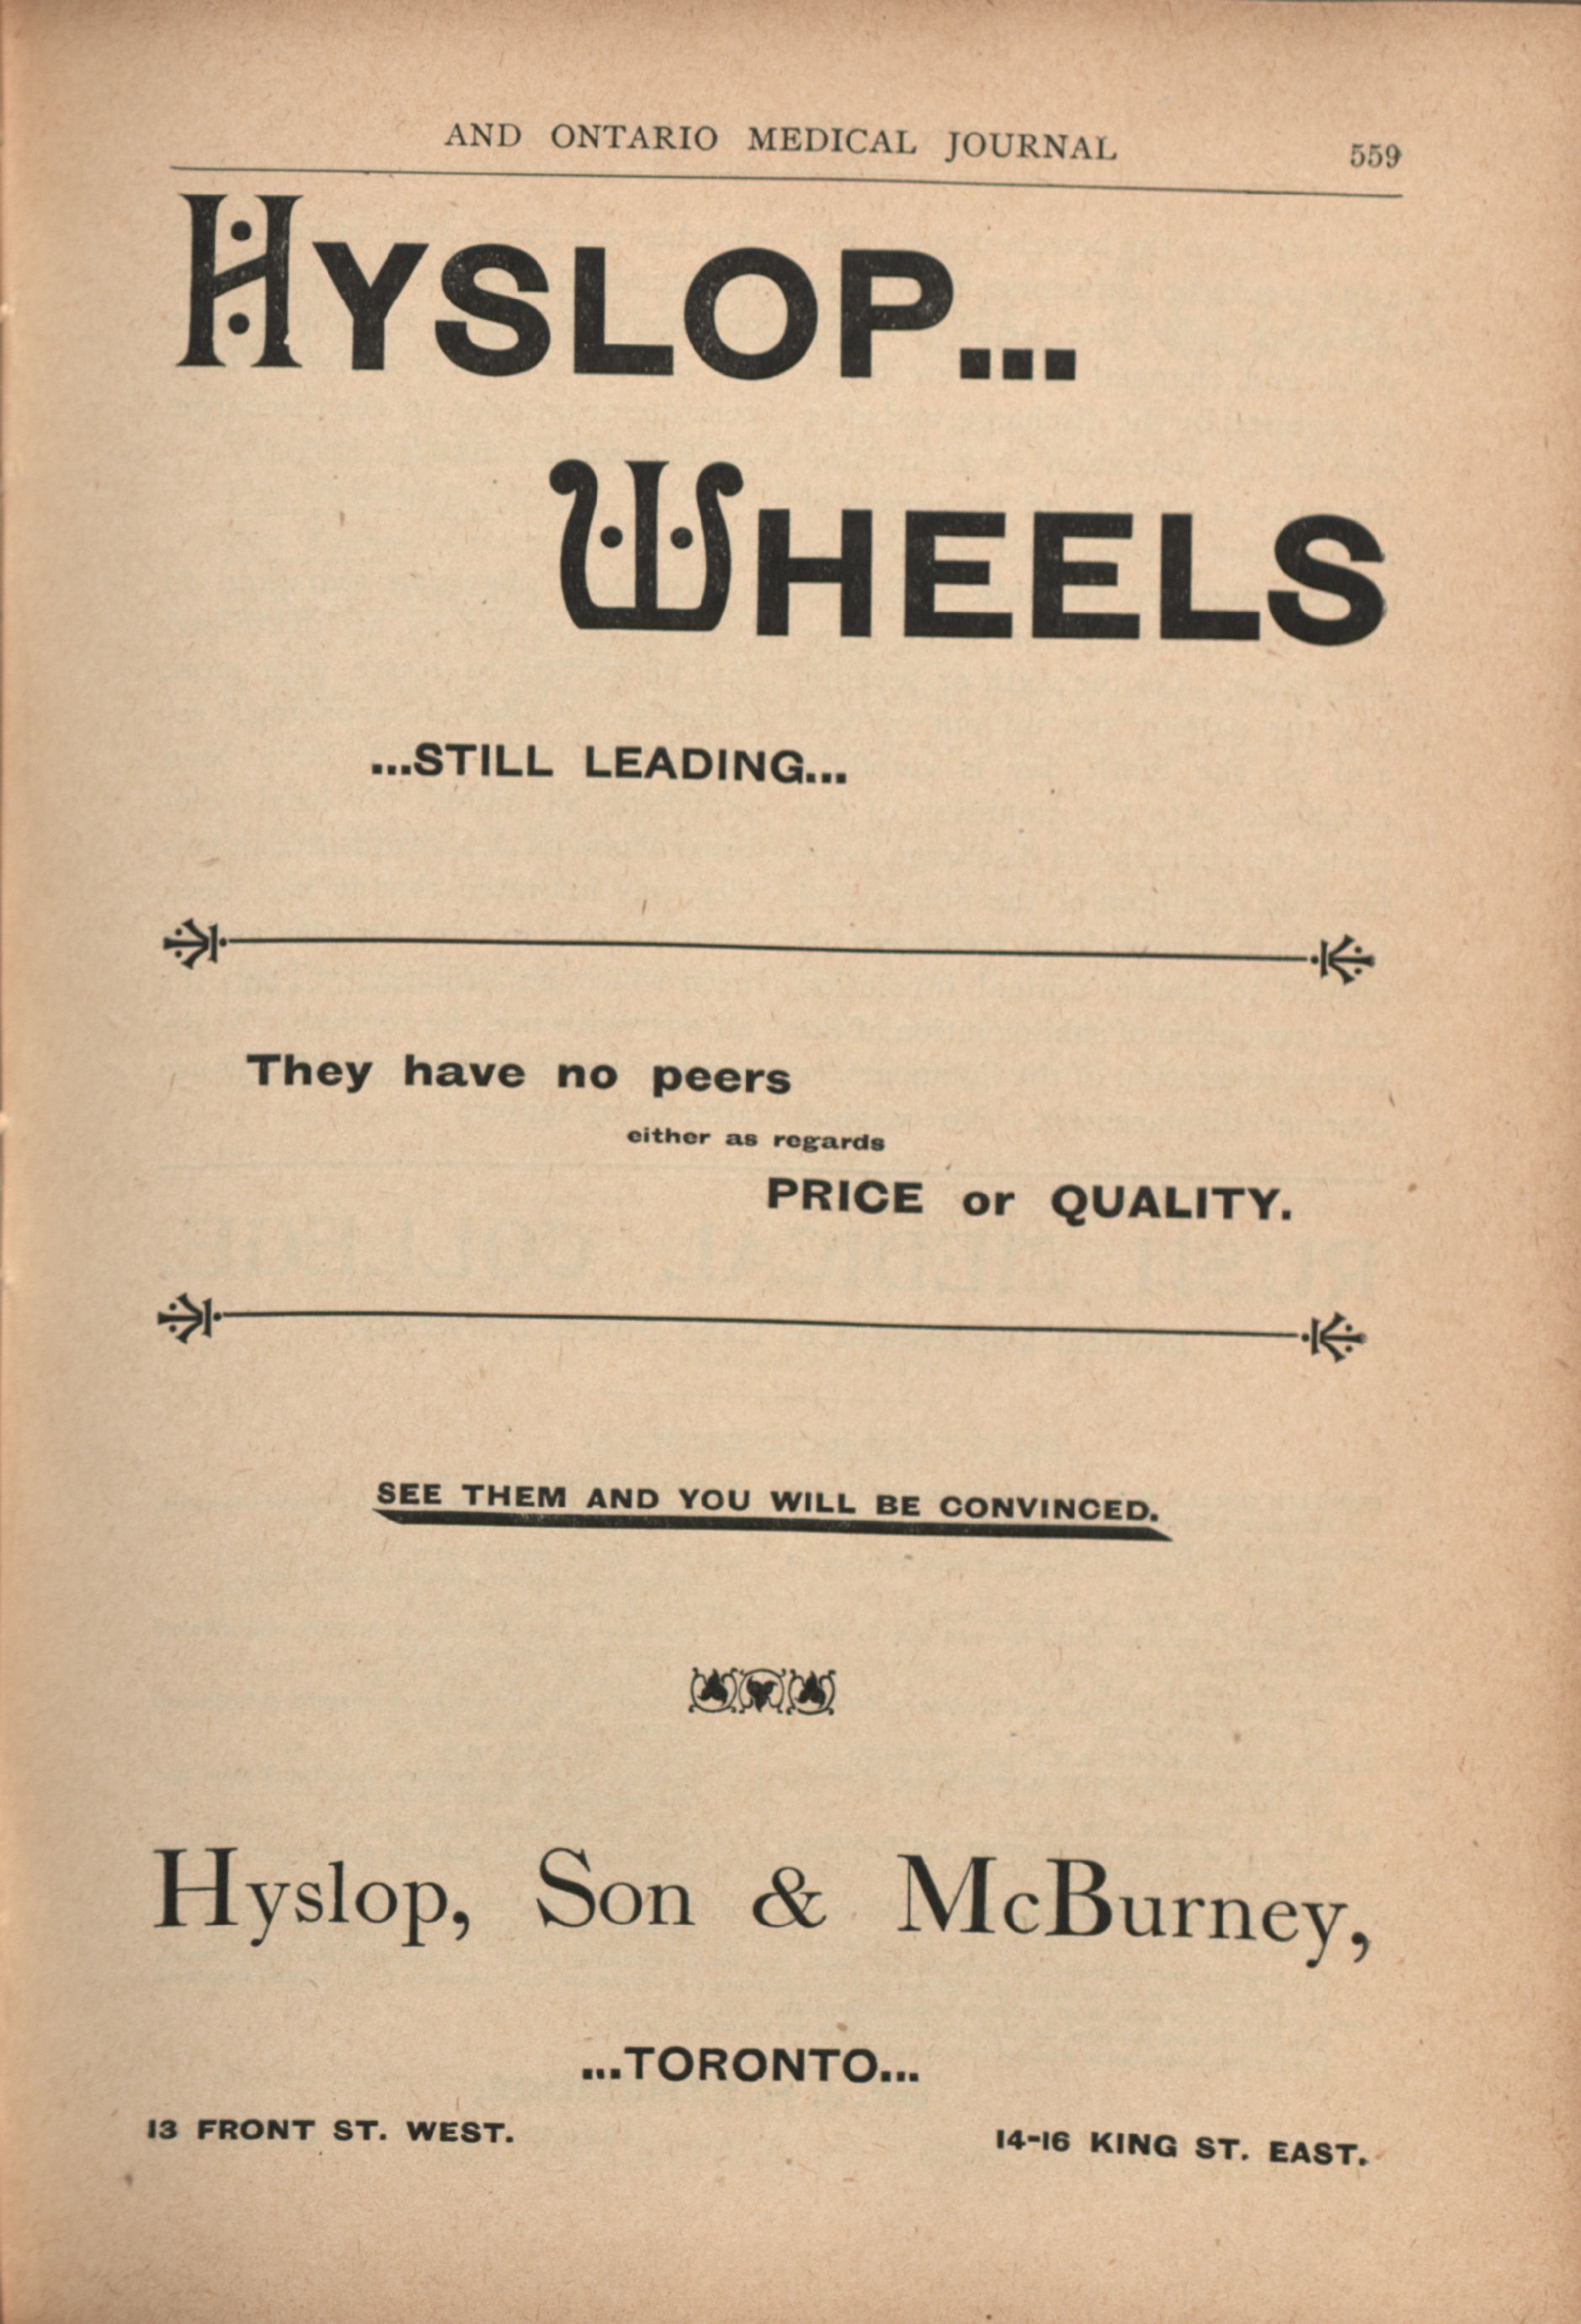 AND ONTARIO MEDICAL JOURNAL 559
HYSLOP...
WHEELS
...STILL LEADING...
They have no peers
either as regards
PRICE or QUALITY.
SEE THEM AND YOU WILL BE CONVINCED.
Hyslop, Son & McBurney,
...TORONTO...
13 FRONT ST. WEST. 14-16 KING ST. EAST.